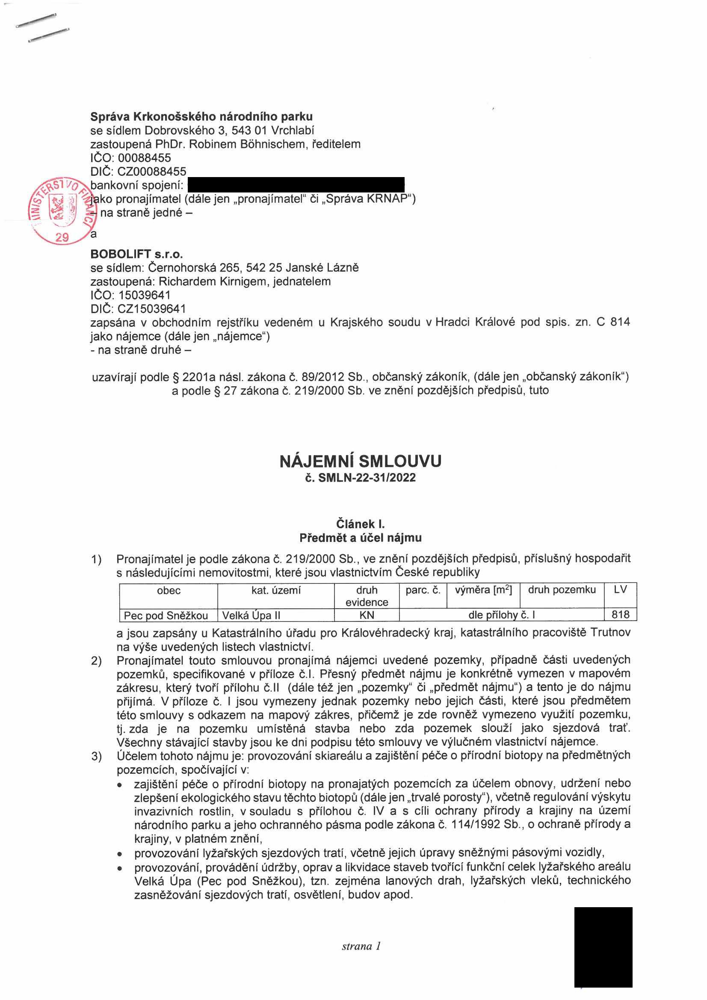 Správa Krkonošského národního parku
se sídlem Dobrovského 3, 543 01 Vrchlabí
zastoupená PhDr. Robinem Böhnischem, ředitelem
IČO: 00088455
DIČ: CZ00088455
bankovní spojení:
jako pronajímatel (dále jen „pronajímatel“ či „Správa KRNAP“)
– na straně jedné –
MINISTERSTVO FINANCÍ
29
a
BOBOLIFT s.r.o.
se sídlem: Černohorská 265, 542 25 Janské Lázně
zastoupená: Richardem Kirnigem, jednatelem
IČO: 15039641
DIČ: CZ15039641
zapsána v obchodním rejstříku vedeném u Krajského soudu v Hradci Králové pod spis. zn. C 814
jako nájemce (dále jen „nájemce“)
- na straně druhé –
uzavírají podle § 2201a násl. zákona č. 89/2012 Sb., občanský zákoník, (dále jen „občanský zákoník“)
a podle § 27 zákona č. 219/2000 Sb. ve znění pozdějších předpisů, tuto
NÁJEMNÍ SMLOUVU
č. SMLN-22-31/2022
Článek I.
Předmět a účel nájmu
1) Pronajímatel je podle zákona č. 219/2000 Sb., ve znění pozdějších předpisů, příslušný hospodařit
s následujícími nemovitostmi, které jsou vlastnictvím České republiky
obec kat. území druh evidence parc. č. výměra [m²] druh pozemku LV
Pec pod Sněžkou Velká Úpa II KN dle přílohy č. I 818
a jsou zapsány u Katastrálního úřadu pro Královéhradecký kraj, katastrálního pracoviště Trutnov
na výše uvedených listech vlastnictví.
2) Pronajímatel touto smlouvou pronajímá nájemci uvedené pozemky, případně části uvedených
pozemků, specifikované v příloze č.I. Přesný předmět nájmu je konkrétně vymezen v mapovém
zákresu, který tvoří přílohu č.II (dále též jen „pozemky“ či „předmět nájmu“) a tento je do nájmu
přijímá. V příloze č. I jsou vymezeny jednak pozemky nebo jejich části, které jsou předmětem
této smlouvy s odkazem na mapový zákres, přičemž je zde rovněž vymezeno využití pozemku,
tj. zda je na pozemku umístěná stavba nebo zda pozemek slouží jako sjezdová trať.
Všechny stávající stavby jsou ke dni podpisu této smlouvy ve výlučném vlastnictví nájemce.
3) Účelem tohoto nájmu je: provozování skiareálu a zajištění péče o přírodní biotopy na předmětných
pozemcích, spočívající v:
• zajištění péče o přírodní biotopy na pronajatých pozemcích za účelem obnovy, udržení nebo
zlepšení ekologického stavu těchto biotopů (dále jen „trvalé porosty“), včetně regulování výskytu
invazivních rostlin, v souladu s přílohou č. IV a s cíli ochrany přírody a krajiny na území
národního parku a jeho ochranného pásma podle zákona č. 114/1992 Sb., o ochraně přírody a
krajiny, v platném znění,
• provozování lyžařských sjezdových tratí, včetně jejich úpravy sněžnými pásovými vozidly,
• provozování, provádění údržby, oprav a likvidace staveb tvořící funkční celek lyžařského areálu
Velká Úpa (Pec pod Sněžkou), tzn. zejména lanových drah, lyžařských vleků, technického
zasněžování sjezdových tratí, osvětlení, budov apod.
strana 1